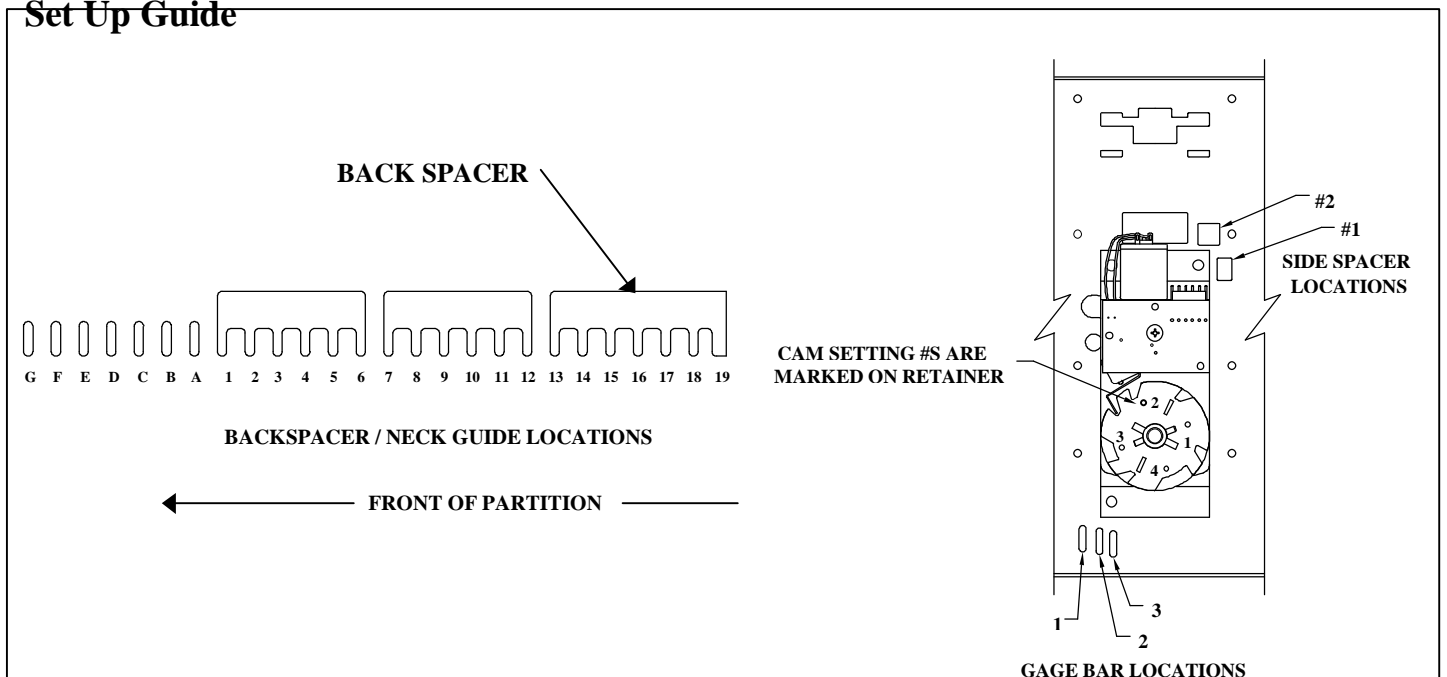 Set Up Guide
BACK SPACER
G F E D C B A 1 2 3 4 5 6 7 8 9 10 11 12 13 14 15 16 17 18 19
BACKSPACER / NECK GUIDE LOCATIONS
FRONT OF PARTITION
#2
#1
SIDE SPACER
LOCATIONS
CAM SETTING #S ARE
MARKED ON RETAINER
2
3 1
4
1
2
3
GAGE BAR LOCATIONS